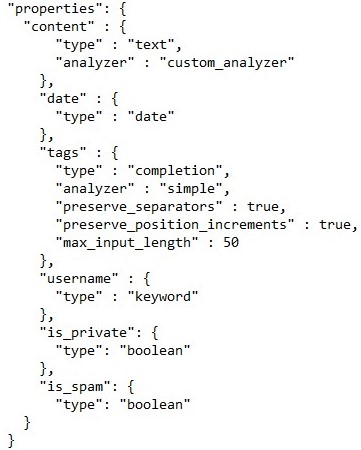 "properties": {
  "content" : {
      "type" : "text",
      "analyzer" : "custom_analyzer"
    },
    "date" : {
      "type" : "date"
    },
    "tags" : {
      "type" : "completion",
      "analyzer" : "simple",
      "preserve_separators" : true,
      "preserve_position_increments" : true,
      "max_input_length" : 50
    },
    "username" : {
      "type" : "keyword"
    },
    "is_private": {
      "type": "boolean"
    },
    "is_spam": {
      "type": "boolean"
  }
}